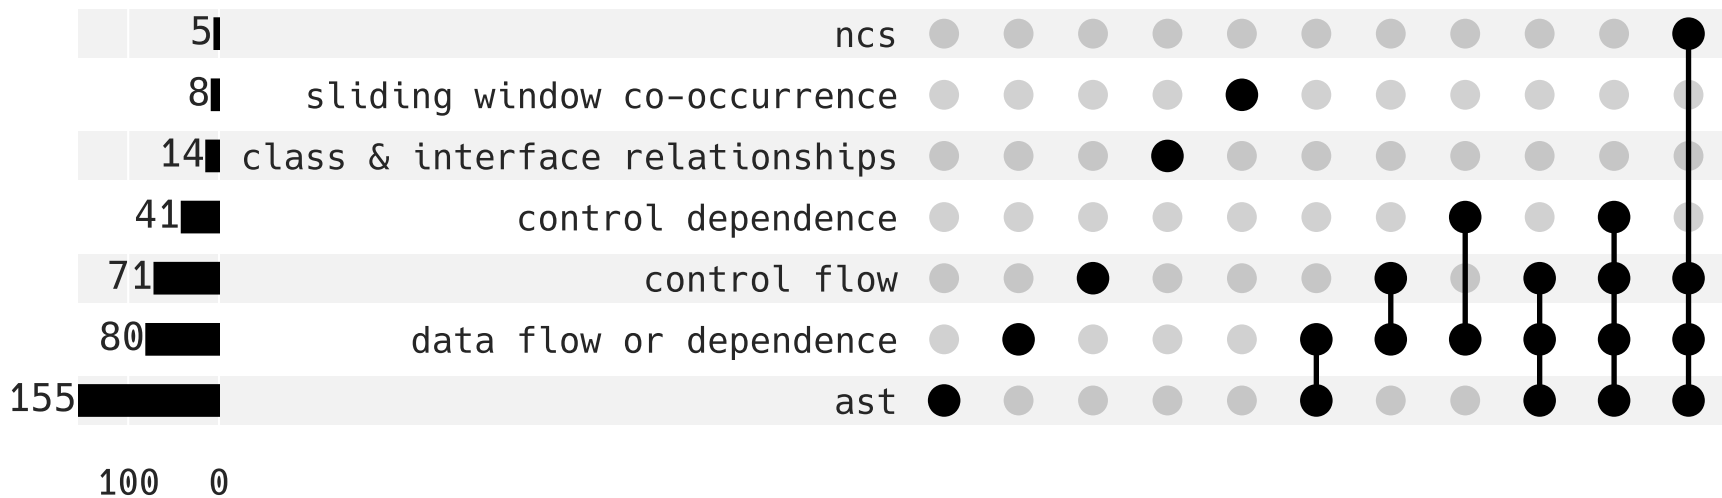 5 ncs
8 sliding window co-occurrence
14 class & interface relationships
41 control dependence
71 control flow
80 data flow or dependence
155 ast
100 0